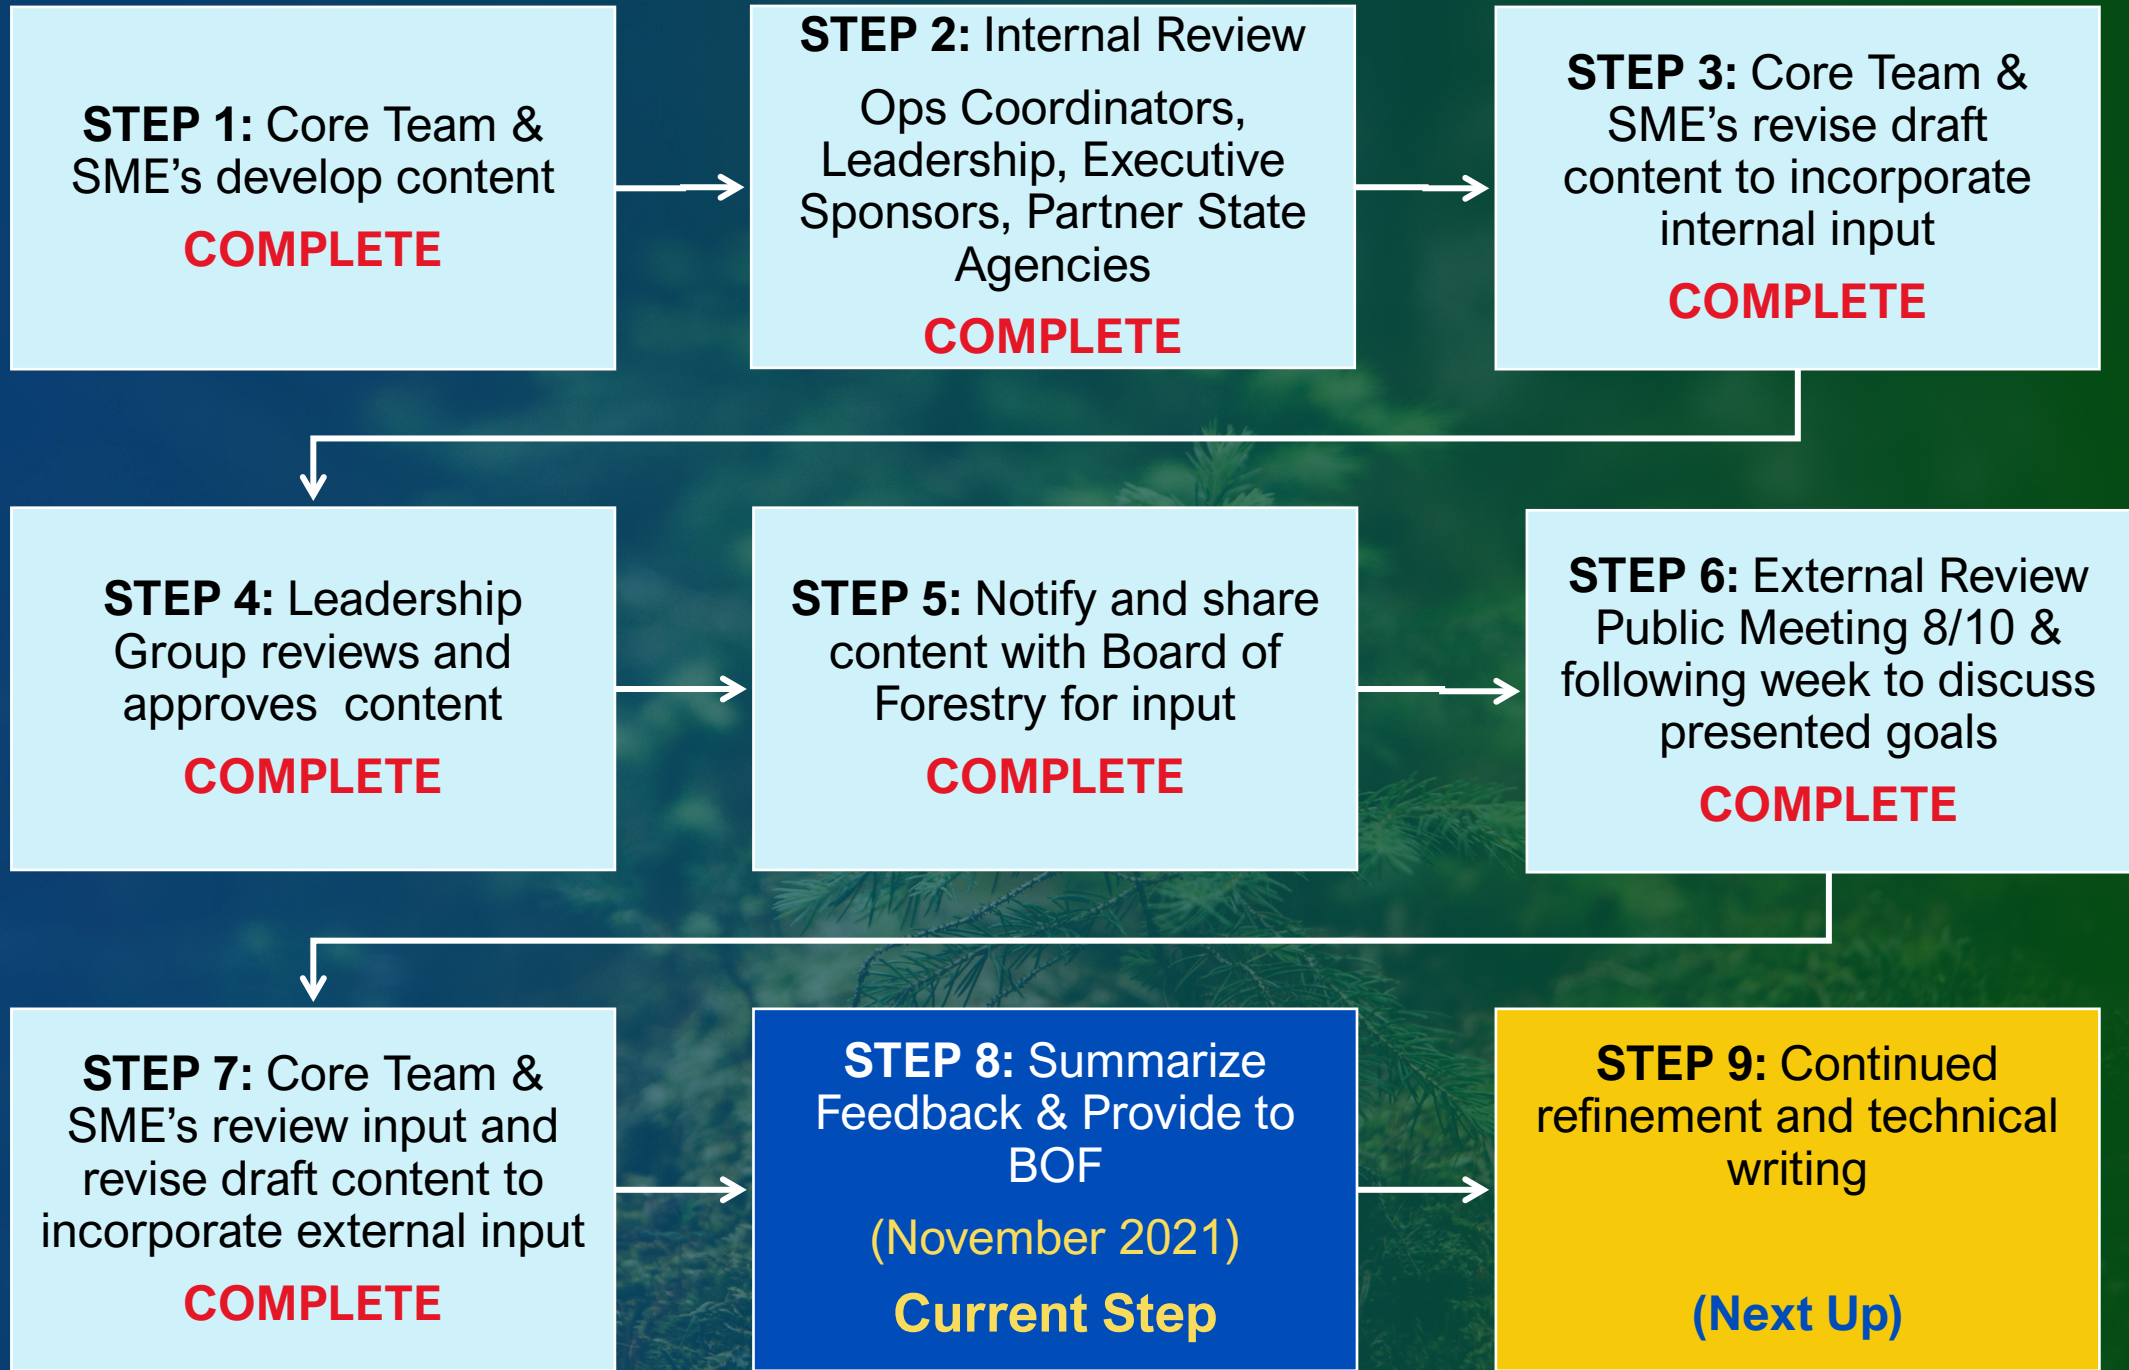 STEP 1: Core Team &
SME’s develop content
COMPLETE
STEP 2: Internal Review
Ops Coordinators,
Leadership, Executive
Sponsors, Partner State
Agencies
COMPLETE
STEP 3: Core Team &
SME’s revise draft
content to incorporate
internal input
COMPLETE
STEP 4: Leadership
Group reviews and
approves  content
COMPLETE
STEP 5: Notify and share
content with Board of
Forestry for input
COMPLETE
STEP 6: External Review
Public Meeting 8/10 &
following week to discuss
presented goals
COMPLETE
STEP 7: Core Team &
SME’s review input and
revise draft content to
incorporate external input
COMPLETE
STEP 8: Summarize
Feedback & Provide to
BOF
(November 2021)
Current Step
STEP 9: Continued
refinement and technical
writing
(Next Up)